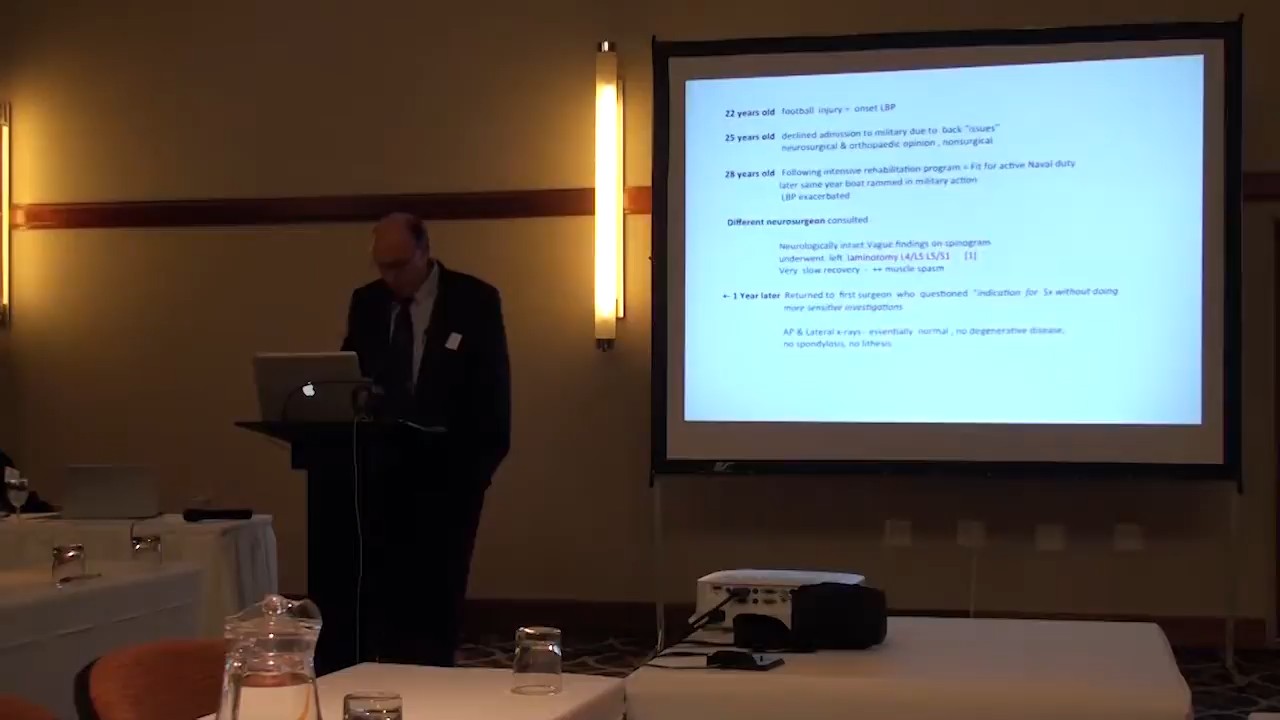 22 years old football injury = onset LBP
25 years old declined admission to military due to back "issues"
neurosurgical & orthopaedic opinion , nonsurgical
28 years old Following intensive rehabilitation program = Fit for active Naval duty
later same year boat rammed in military action
LBP exacerbated
Different neurosurgeon consulted
Neurologically intact Vague findings on spinogram
underwent left laminotomy L4/L5 L5/S1 [1]
Very slow recovery - ++ muscle spasm
+- 1 Year later Returned to first surgeon who questioned "indication for Sx without doing
more sensitive investigations
AP & Lateral x-rays - essentially normal , no degenerative disease,
no spondylosis, no lithesis